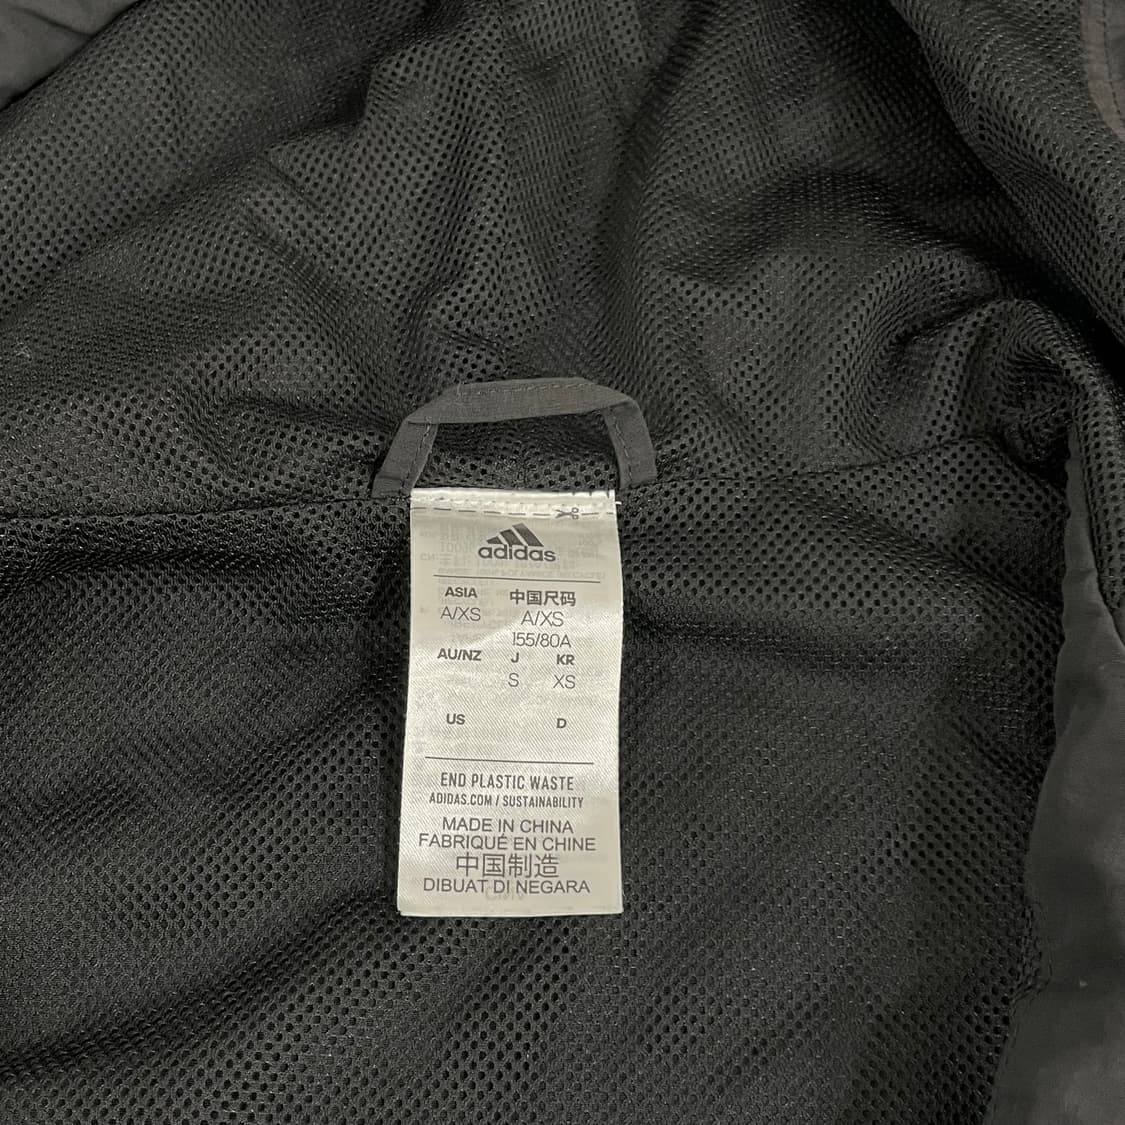 adidas
ASIA 中国尺码
A/XS A/XS
155/80A
AU/NZ J KR
S XS
US D
END PLASTIC WASTE
ADIDAS.COM / SUSTAINABILITY
MADE IN CHINA
FABRIQUÉ EN CHINE
中国制造
DIBUAT DI NEGARA